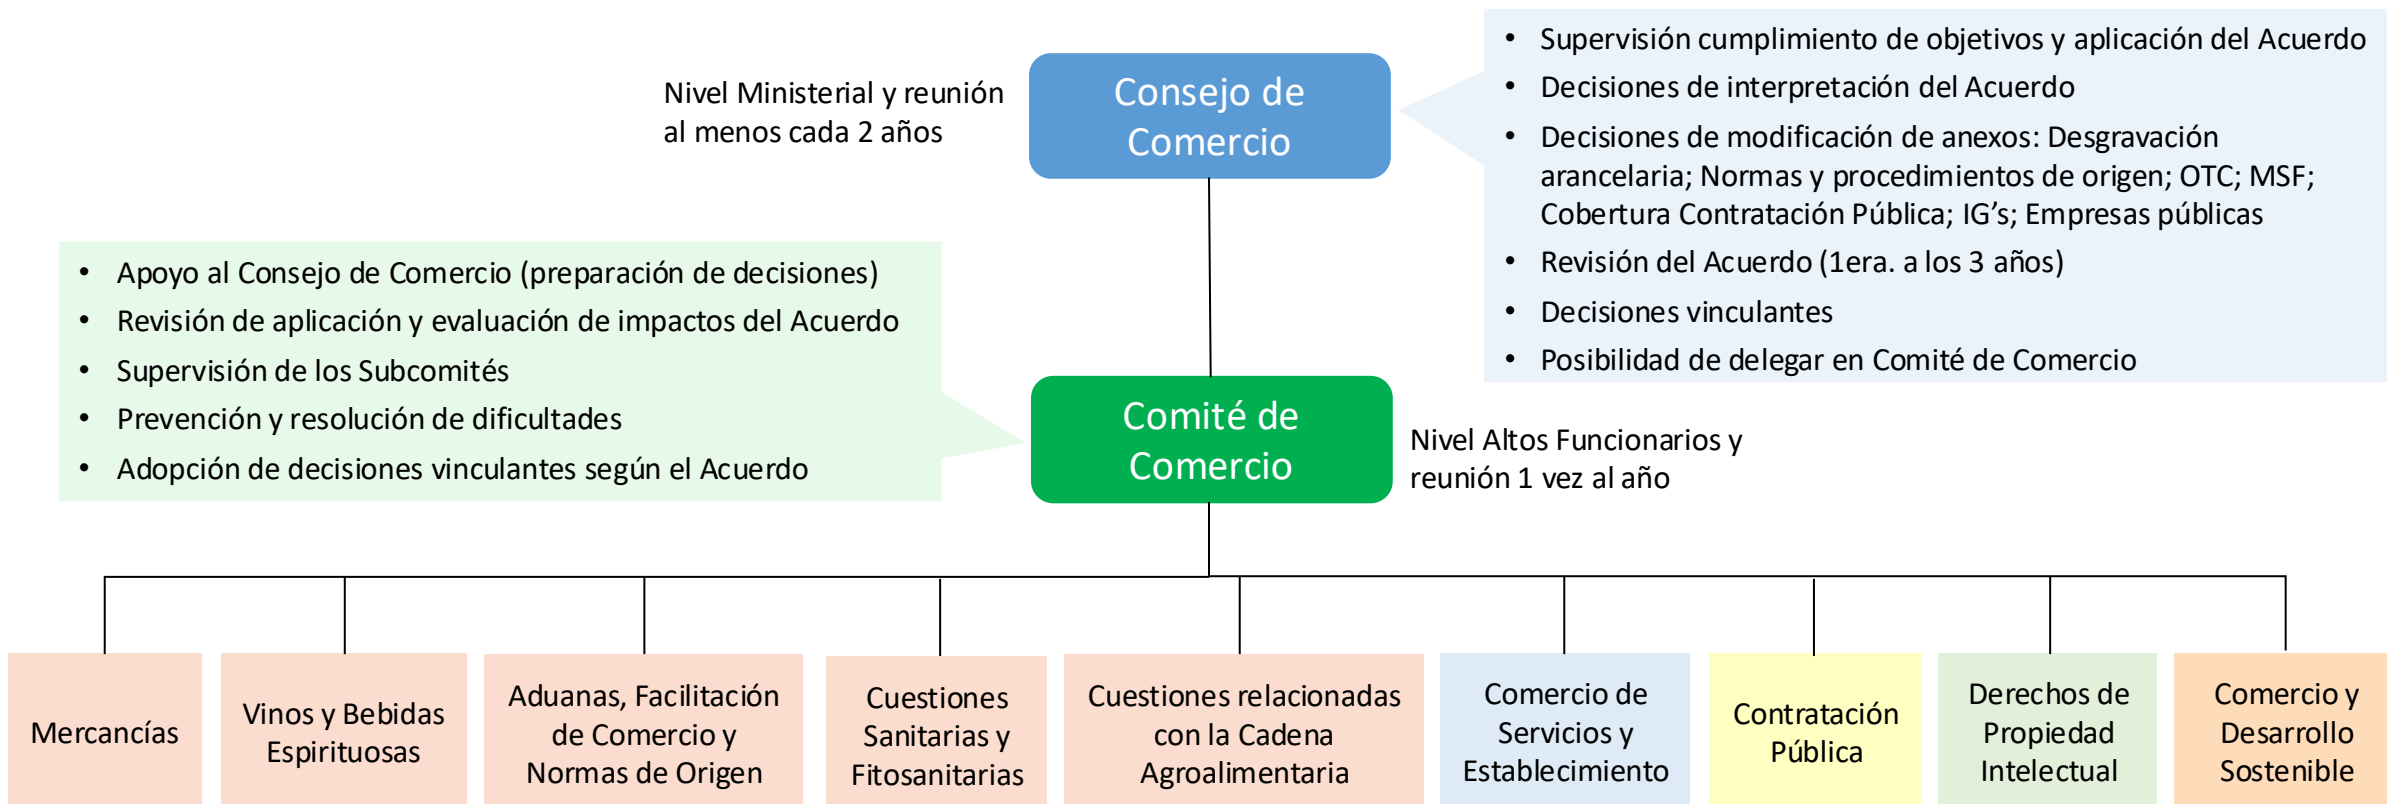 Nivel Ministerial y reunión
al menos cada 2 años
Consejo de
Comercio
• Supervisión cumplimiento de objetivos y aplicación del Acuerdo
• Decisiones de interpretación del Acuerdo
• Decisiones de modificación de anexos: Desgravación
arancelaria; Normas y procedimientos de origen; OTC; MSF;
Cobertura Contratación Pública; IG’s; Empresas públicas
• Revisión del Acuerdo (1era. a los 3 años)
• Decisiones vinculantes
• Posibilidad de delegar en Comité de Comercio
• Apoyo al Consejo de Comercio (preparación de decisiones)
• Revisión de aplicación y evaluación de impactos del Acuerdo
• Supervisión de los Subcomités
• Prevención y resolución de dificultades
• Adopción de decisiones vinculantes según el Acuerdo
Comité de
Comercio
Nivel Altos Funcionarios y
reunión 1 vez al año
Mercancías
Vinos y Bebidas
Espirituosas
Aduanas, Facilitación
de Comercio y
Normas de Origen
Cuestiones
Sanitarias y
Fitosanitarias
Cuestiones relacionadas
con la Cadena
Agroalimentaria
Comercio de
Servicios y
Establecimiento
Contratación
Pública
Derechos de
Propiedad
Intelectual
Comercio y
Desarrollo
Sostenible